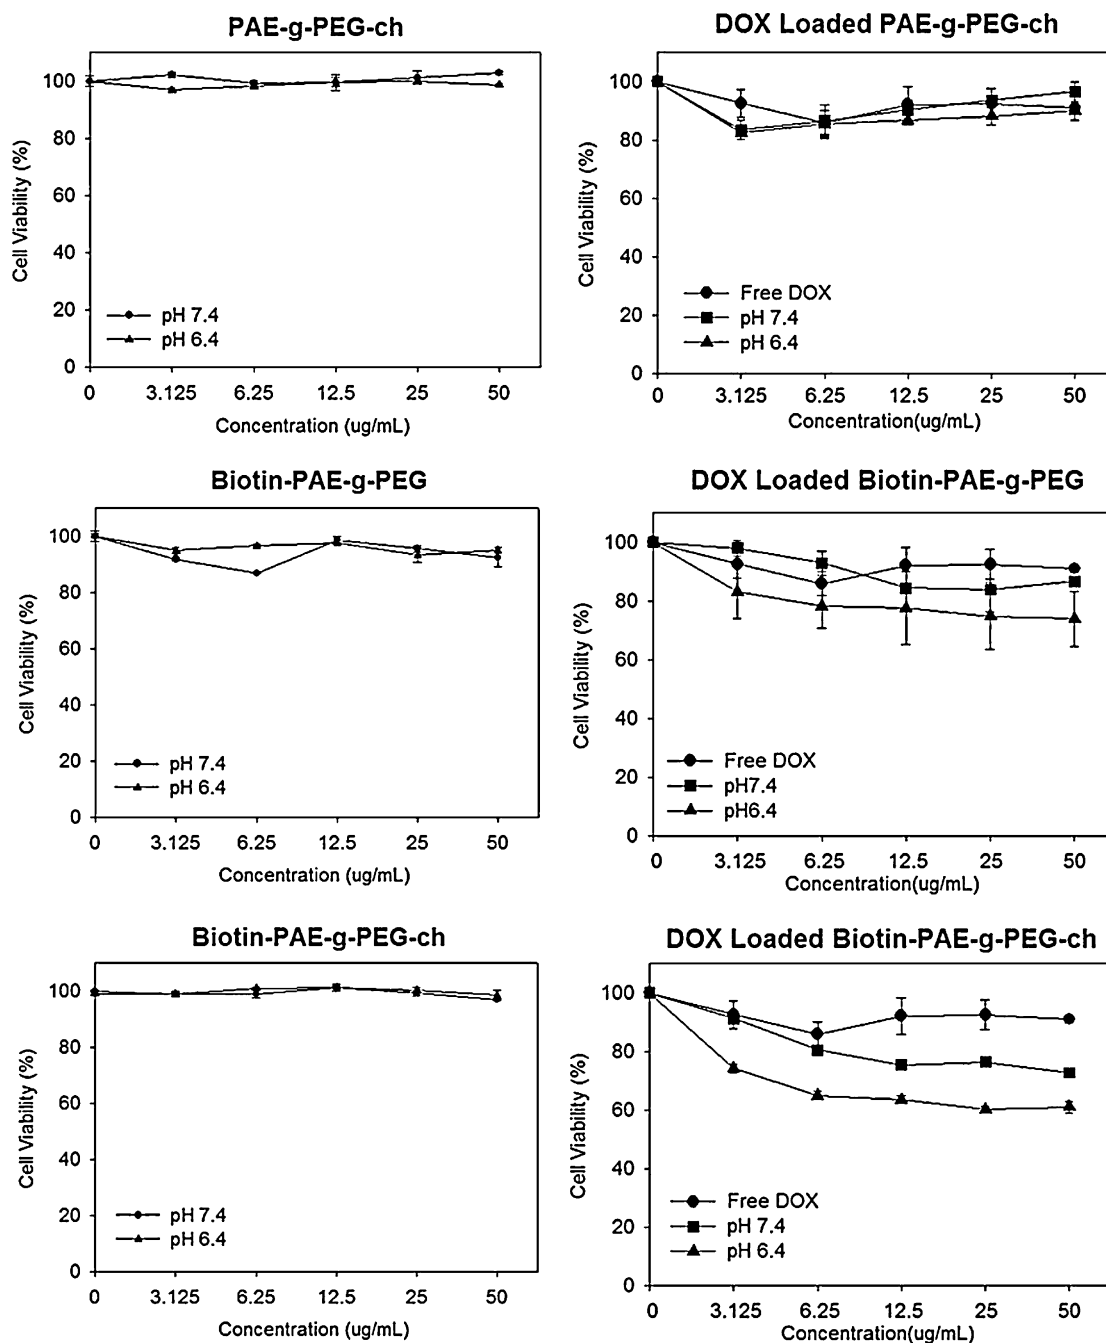 PAE-g-PEG-ch
Cell Viability (%)
100
80
60
40
20
0
pH 7.4
pH 6.4
0 3.125 6.25 12.5 25 50
Concentration (ug/mL)
DOX Loaded PAE-g-PEG-ch
Cell Viability (%)
100
80
60
40
20
0
Free DOX
pH 7.4
pH 6.4
0 3.125 6.25 12.5 25 50
Concentration(ug/mL)
Biotin-PAE-g-PEG
Cell Viability (%)
100
80
60
40
20
0
pH 7.4
pH 6.4
0 3.125 6.25 12.5 25 50
Concentration (ug/mL)
DOX Loaded Biotin-PAE-g-PEG
Cell Viability (%)
100
80
60
40
20
0
Free DOX
pH7.4
pH6.4
0 3.125 6.25 12.5 25 50
Concentration(ug/mL)
Biotin-PAE-g-PEG-ch
Cell Viability (%)
100
80
60
40
20
0
pH 7.4
pH 6.4
0 3.125 6.25 12.5 25 50
Concentration (ug/mL)
DOX Loaded Biotin-PAE-g-PEG-ch
Cell Viability (%)
100
80
60
40
20
0
Free DOX
pH 7.4
pH 6.4
0 3.125 6.25 12.5 25 50
Concentration(ug/mL)